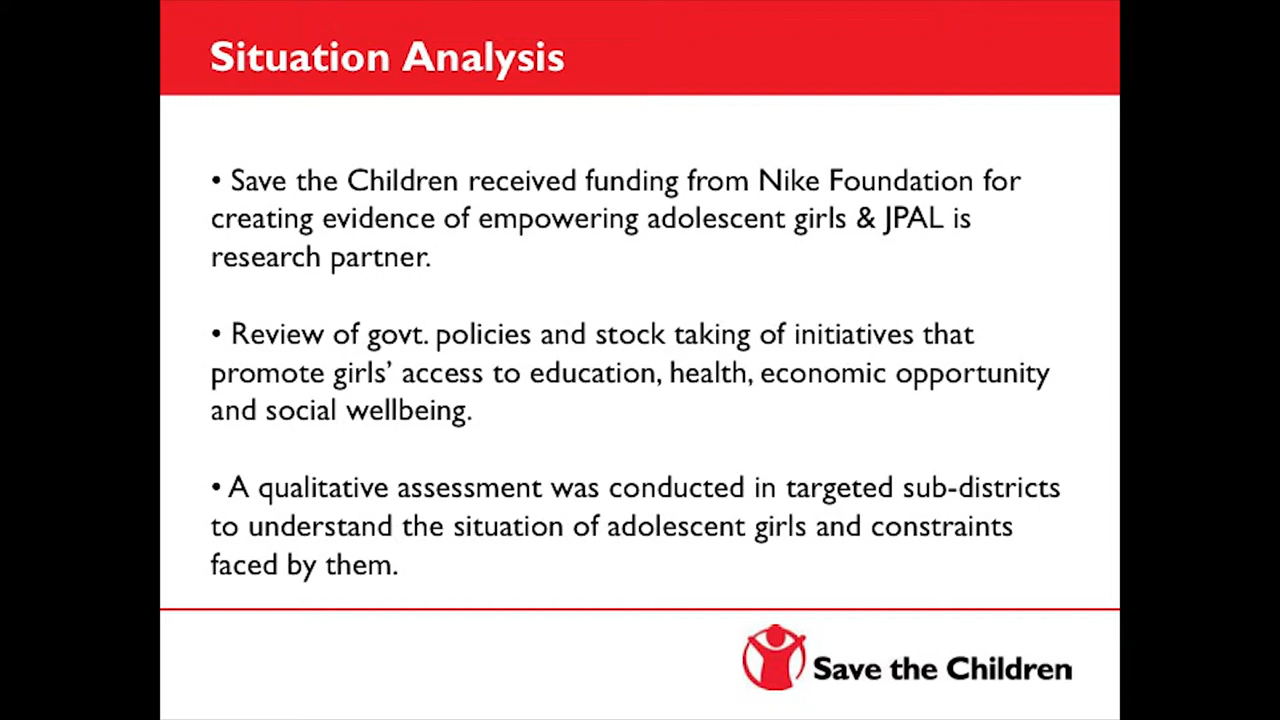 Situation Analysis
• Save the Children received funding from Nike Foundation for
creating evidence of empowering adolescent girls & JPAL is
research partner.
• Review of govt. policies and stock taking of initiatives that
promote girls’ access to education, health, economic opportunity
and social wellbeing.
• A qualitative assessment was conducted in targeted sub-districts
to understand the situation of adolescent girls and constraints
faced by them.
Save the Children